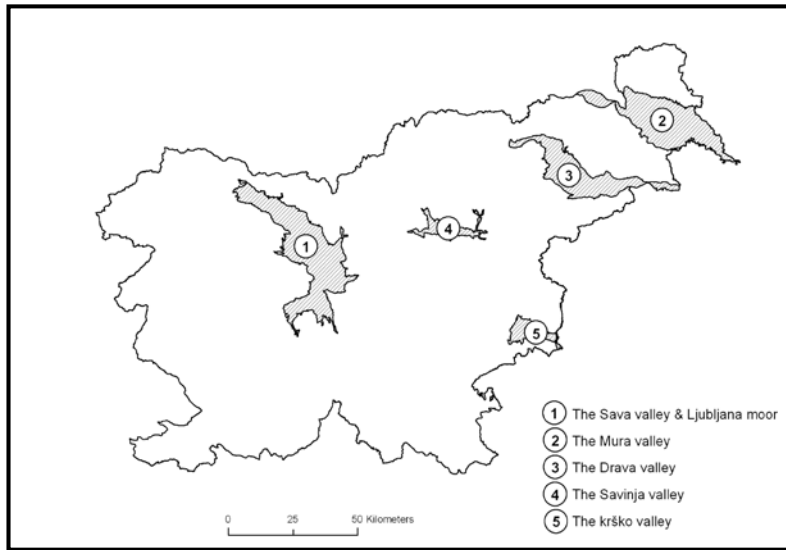 2
3
4
1
5
1 The Sava valley & Ljubljana moor
2 The Mura valley
3 The Drava valley
4 The Savinja valley
5 The krško valley
0 25 50 Kilometers